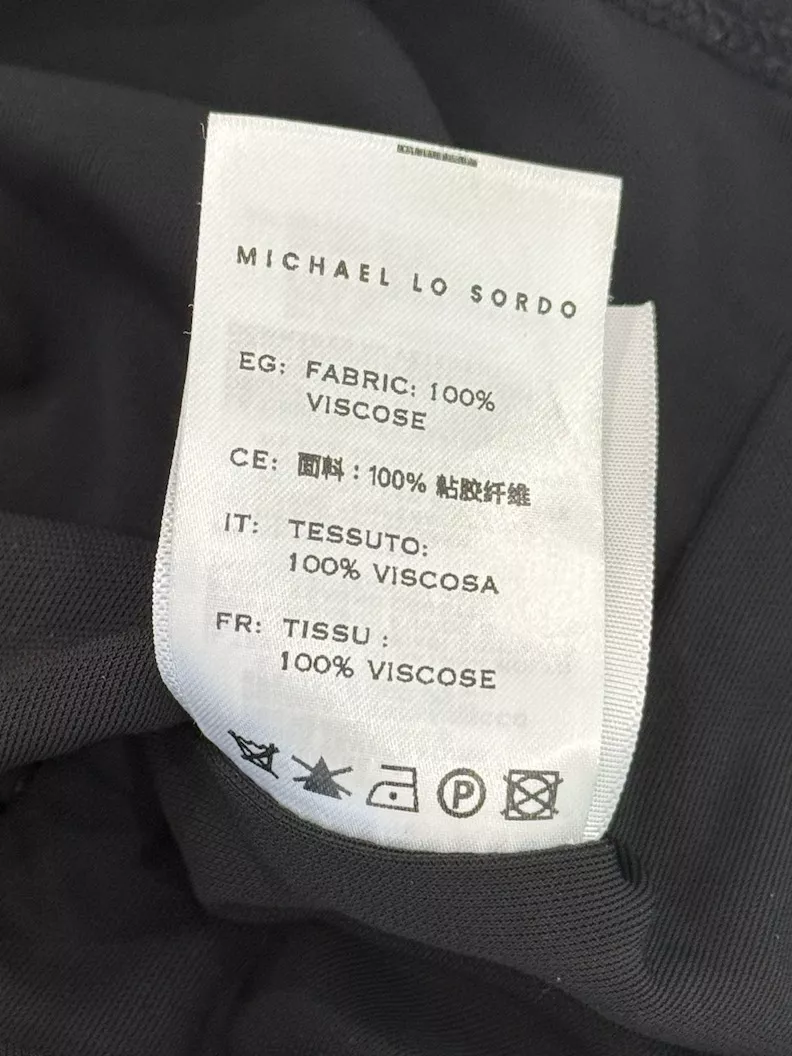 MICHAEL LO SORDO
EG: FABRIC: 100%
VISCOSE
CE: 面料：100% 粘胶纤维
IT: TESSUTO:
100% VISCOSA
FR: TISSU :
100% VISCOSE
P